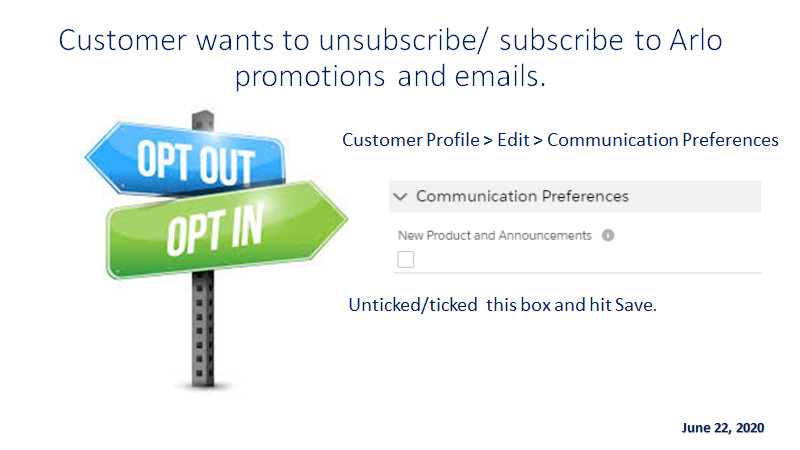 Customer wants to unsubscribe/ subscribe to Arlo
promotions and emails.
OPT OUT
OPT IN
Customer Profile > Edit > Communication Preferences
Communication Preferences
New Product and Announcements
Unticked/ticked this box and hit Save.
June 22, 2020